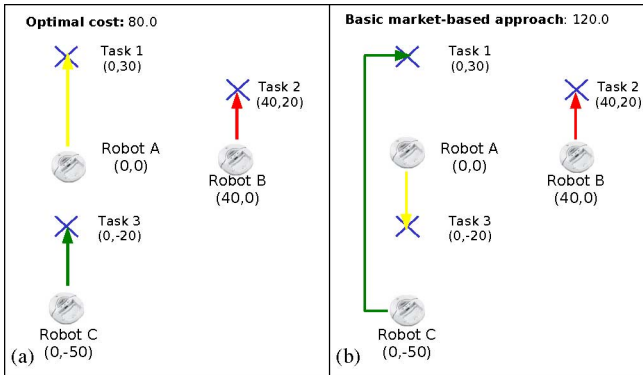 Optimal cost: 80.0
Task 1
(0,30)
Task 2
(40,20)
Robot A
(0,0)
Robot B
(40,0)
Task 3
(0,-20)
Robot C
(0,-50)
(a)
Basic market-based approach: 120.0
Task 1
(0,30)
Task 2
(40,20)
Robot A
(0,0)
Robot B
(40,0)
Task 3
(0,-20)
Robot C
(0,-50)
(b)